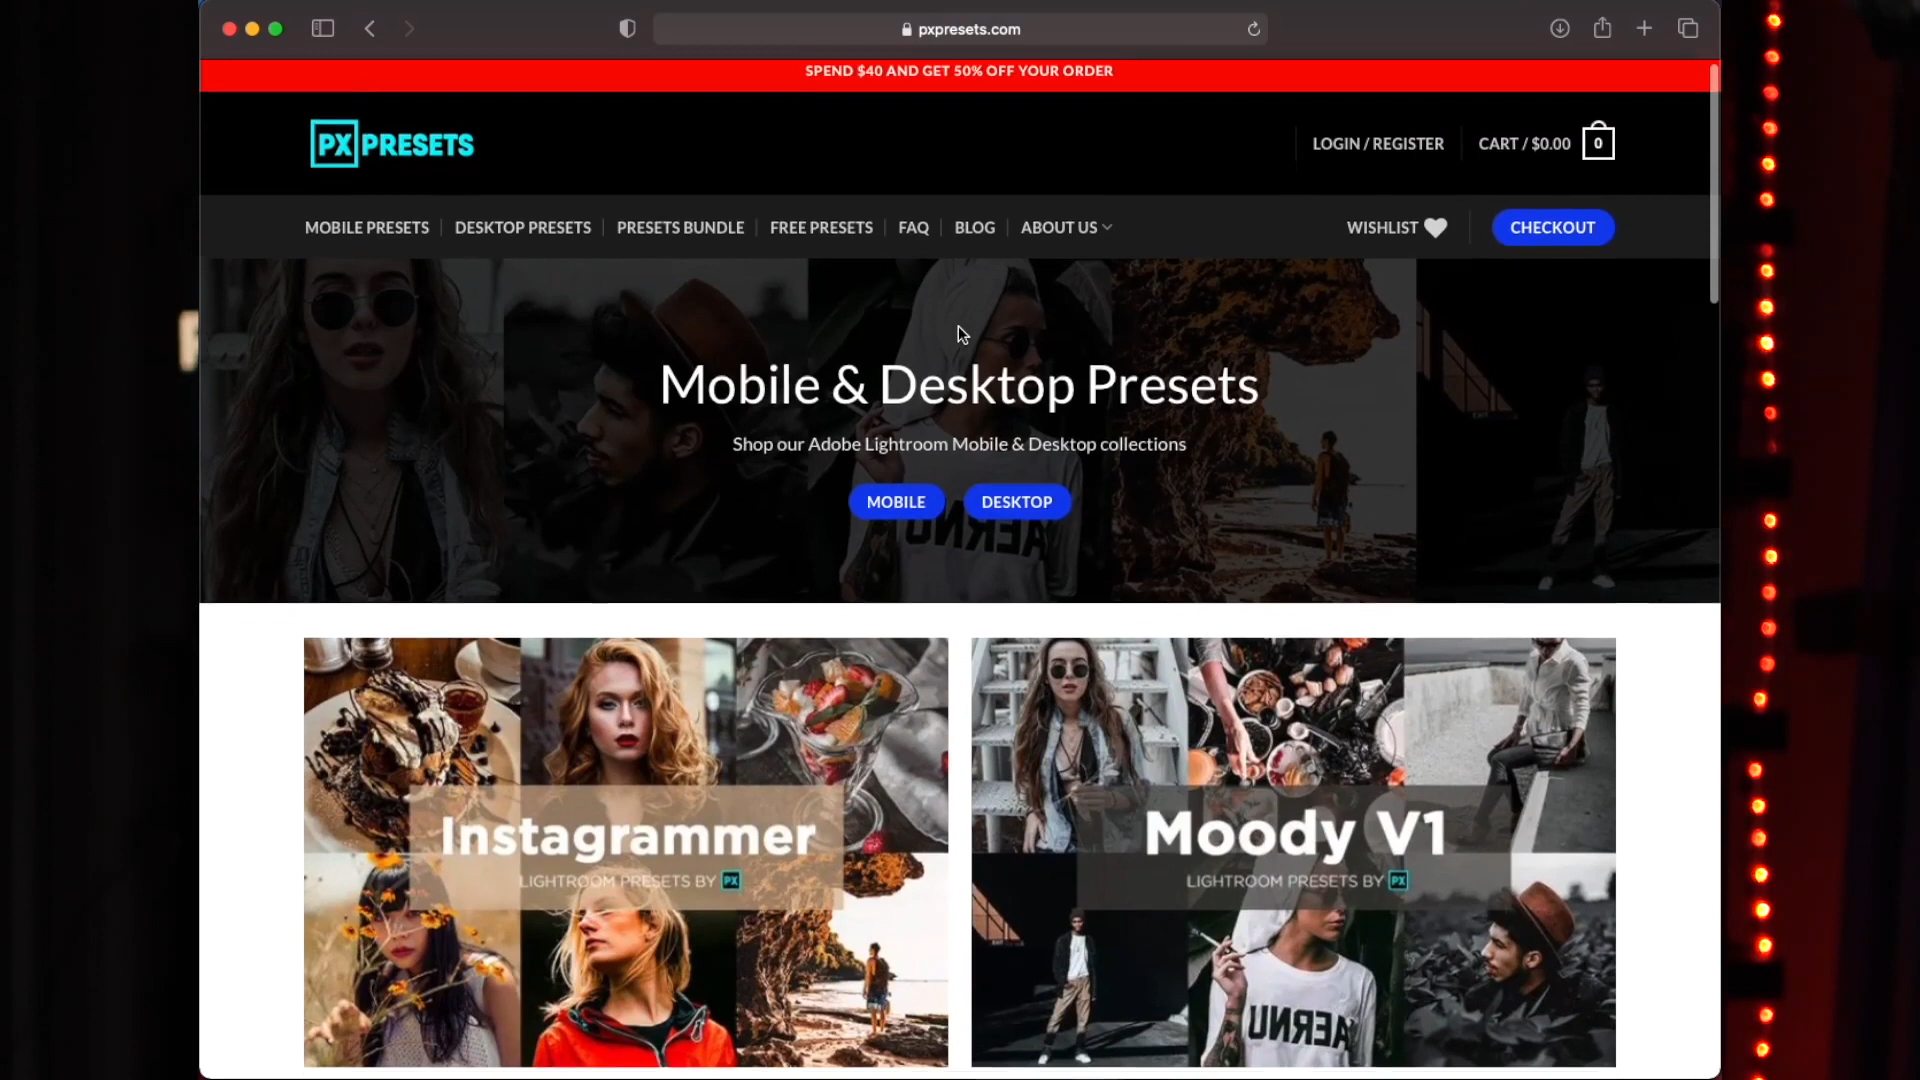 pxpresets.com
SPEND $40 AND GET 50% OFF YOUR ORDER
PX PRESETS
LOGIN / REGISTER
CART / $0.00
0
MOBILE PRESETS
DESKTOP PRESETS
PRESETS BUNDLE
FREE PRESETS
FAQ
BLOG
ABOUT US
WISHLIST
CHECKOUT
Mobile & Desktop Presets
Shop our Adobe Lightroom Mobile & Desktop collections
MOBILE
DESKTOP
Instagrammer
LIGHTROOM PRESETS BY PX
Moody V1
LIGHTROOM PRESETS BY PX